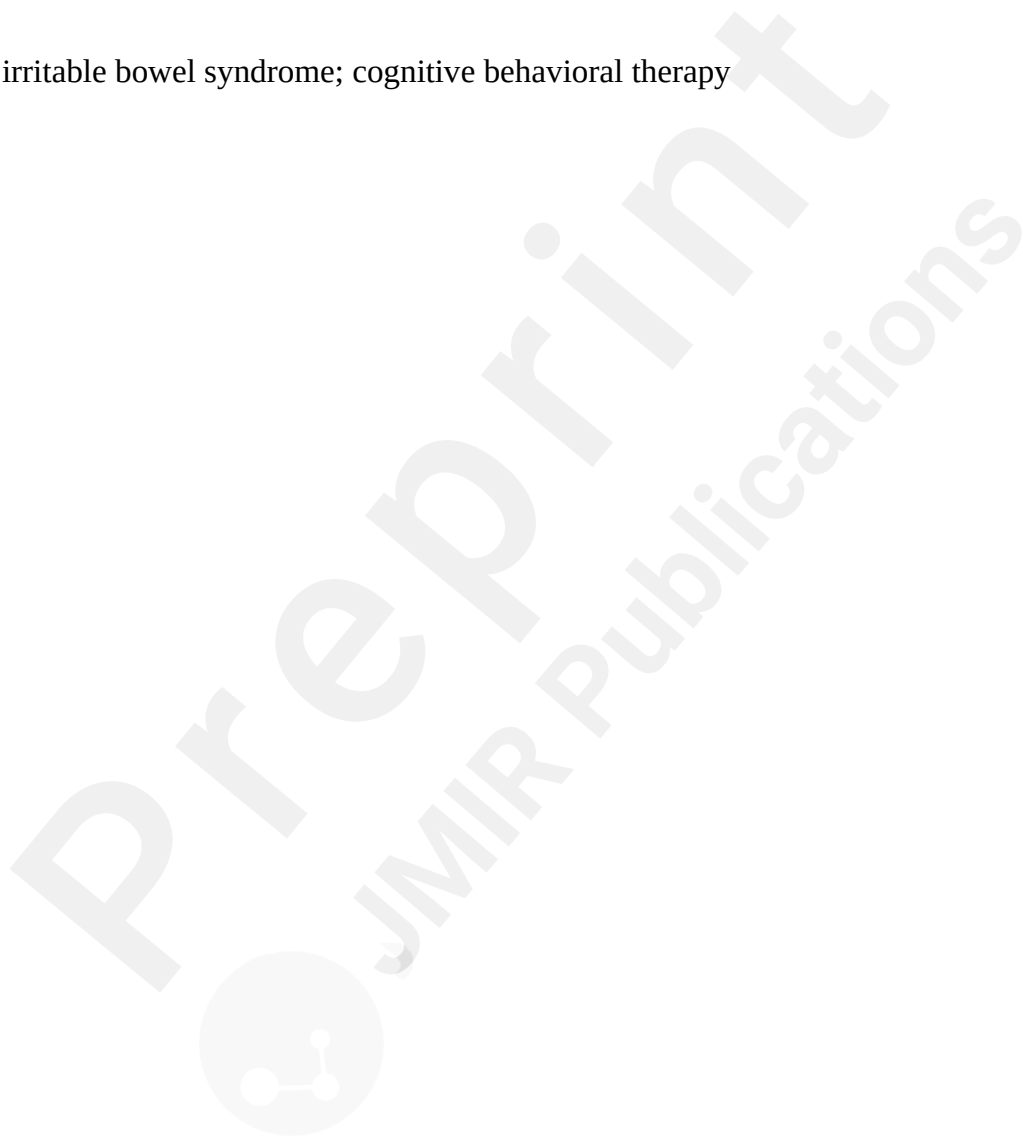 irritable bowel syndrome; cognitive behavioral therapy
Preprint
JMIR Publications